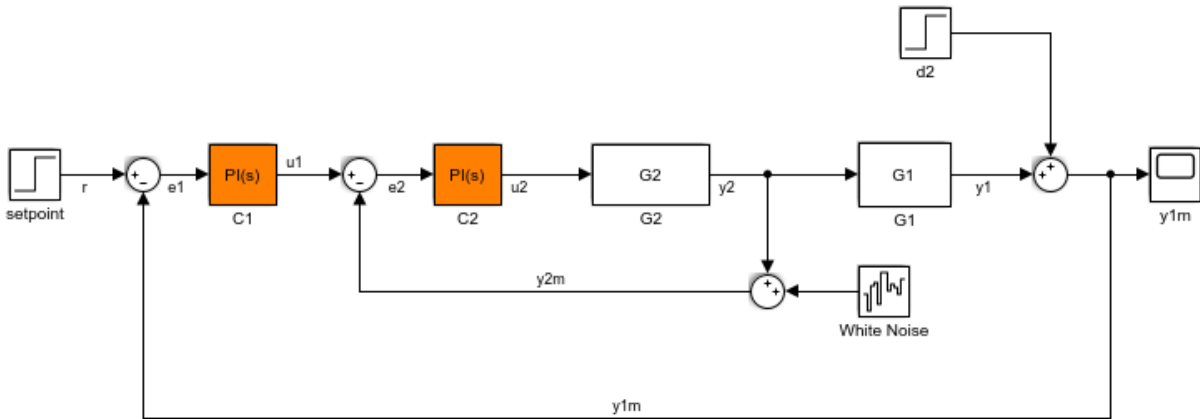 d2
setpoint
r
e1
PI(s)
C1
u1
e2
PI(s)
C2
u2
G2
G2
y2
G1
G1
y1
y1m
y2m
White Noise
y1m